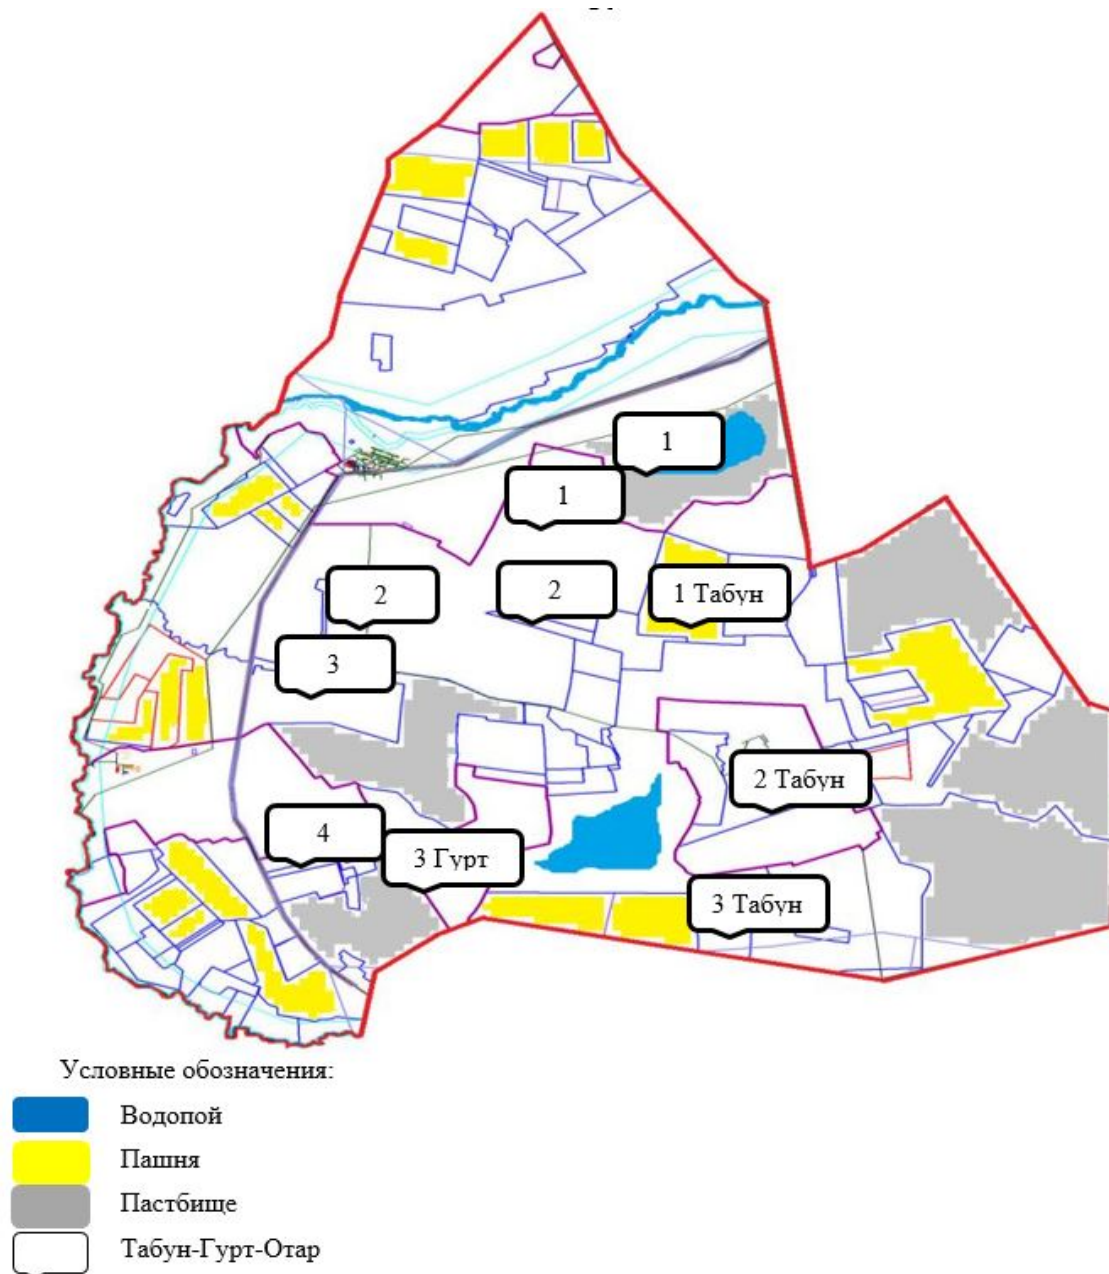 1
1
2
2
1 Табун
3
2 Табун
4
3 Гурт
3 Табун
Условные обозначения:
Водопой
Пашня
Пастбище
Табун-Гурт-Отар